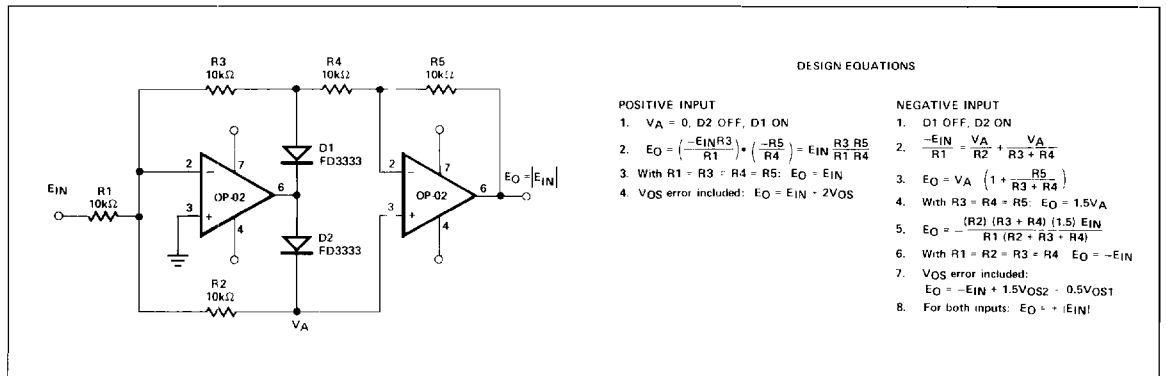 R3
10kΩ
R4
10kΩ
R5
10kΩ
7
D1
FD3333
7
2
−
OP-02
6
2
−
OP-02
6
EO = |EIN|
EIN
R1
10kΩ
3
+
4
D2
FD3333
3
+
4
R2
10kΩ
VA
DESIGN EQUATIONS
POSITIVE INPUT
1. VA = 0, D2 OFF, D1 ON
2. EO = (−EINR3 / R1) • (−R5 / R4) = EIN R3 R5 / R1 R4
3. With R1 = R3 = R4 = R5: EO = EIN
4. VOS error included: EO = EIN - 2VOS
NEGATIVE INPUT
1. D1 OFF, D2 ON
2. −EIN / R1 = VA / R2 + VA / R3 + R4
3. EO = VA (1 + R5 / R3 + R4)
4. With R3 = R4 = R5: EO = 1.5VA
5. EO = − (R2) (R3 + R4) (1.5) EIN / R1 (R2 + R3 + R4)
6. With R1 = R2 = R3 = R4 EO = −EIN
7. VOS error included:
EO = −EIN + 1.5VOS2 - 0.5VOS1
8. For both inputs: EO = + |EIN|